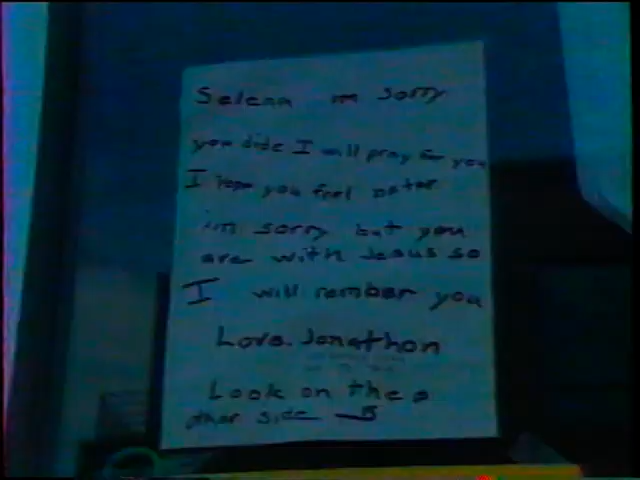 Selena im sorry
you dide I will pray for you
I hope you feel beter
im sorry but you
are with Jesus so
I will rember you
Love. Jonathon
Look on the
other side